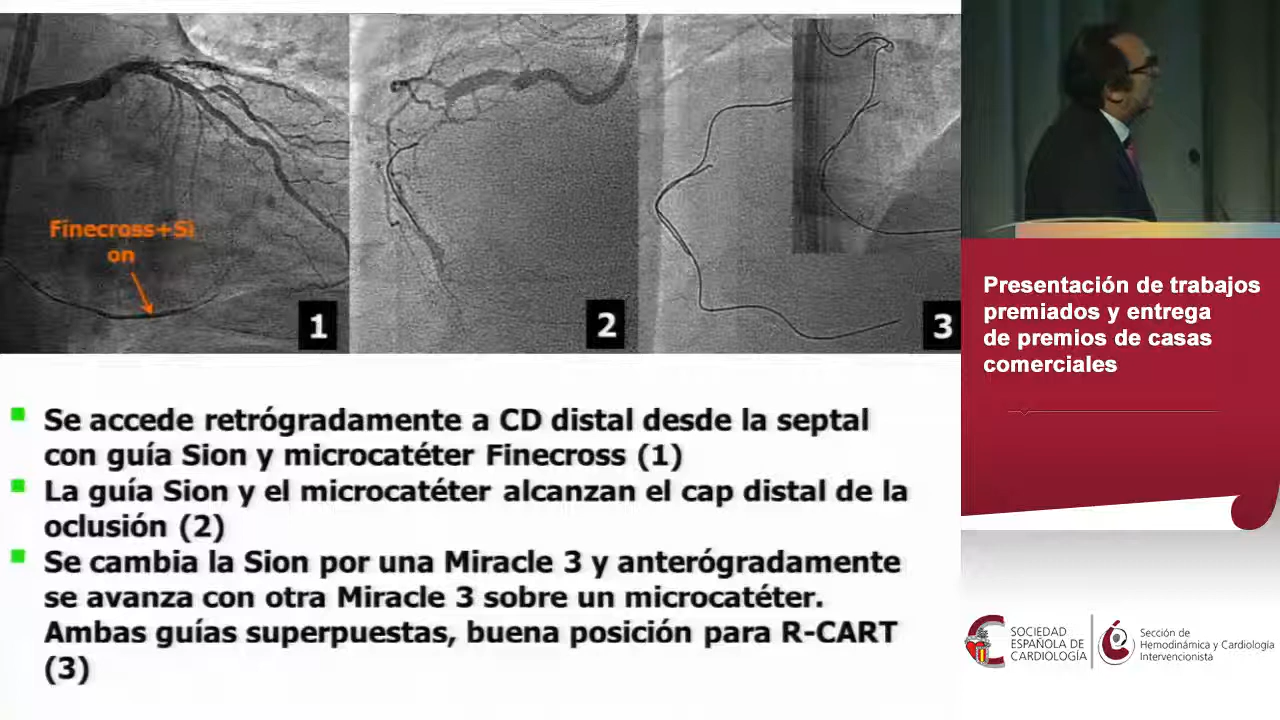 Finecross+Si
on
1
2
3
Se accede retrógradamente a CD distal desde la septal
con guía Sion y microcatéter Finecross (1)
La guía Sion y el microcatéter alcanzan el cap distal de la
oclusión (2)
Se cambia la Sion por una Miracle 3 y anterógradamente
se avanza con otra Miracle 3 sobre un microcatéter.
Ambas guías superpuestas, buena posición para R-CART
(3)
Presentación de trabajos
premiados y entrega
de premios de casas
comerciales
SOCIEDAD
ESPAÑOLA DE
CARDIOLOGÍA
Sección de
Hemodinámica y Cardiología
Intervencionista